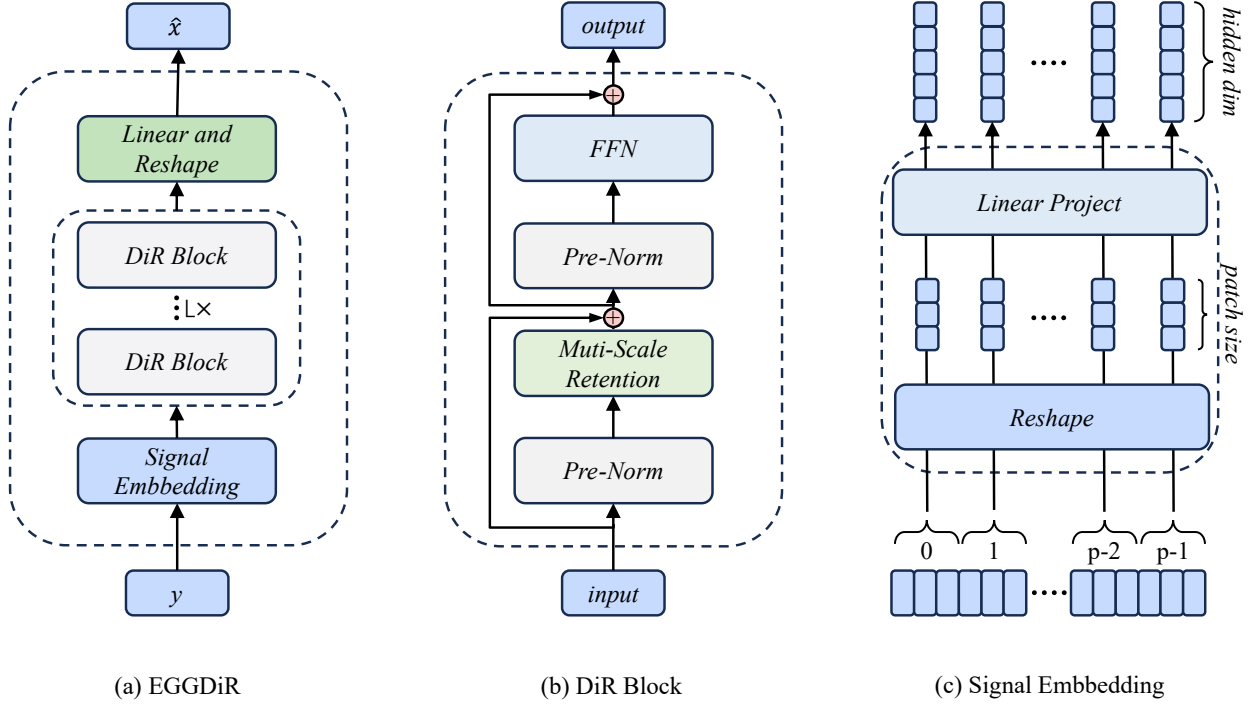 x̂
Linear and
Reshape
DiR Block
L×
DiR Block
Signal
Embbedding
y
(a) EGGDiR
output
+
FFN
Pre-Norm
+
Muti-Scale
Retention
Pre-Norm
input
(b) DiR Block
hidden dim
Linear Project
patch size
Reshape
0 1 p-2 p-1
(c) Signal Embbedding